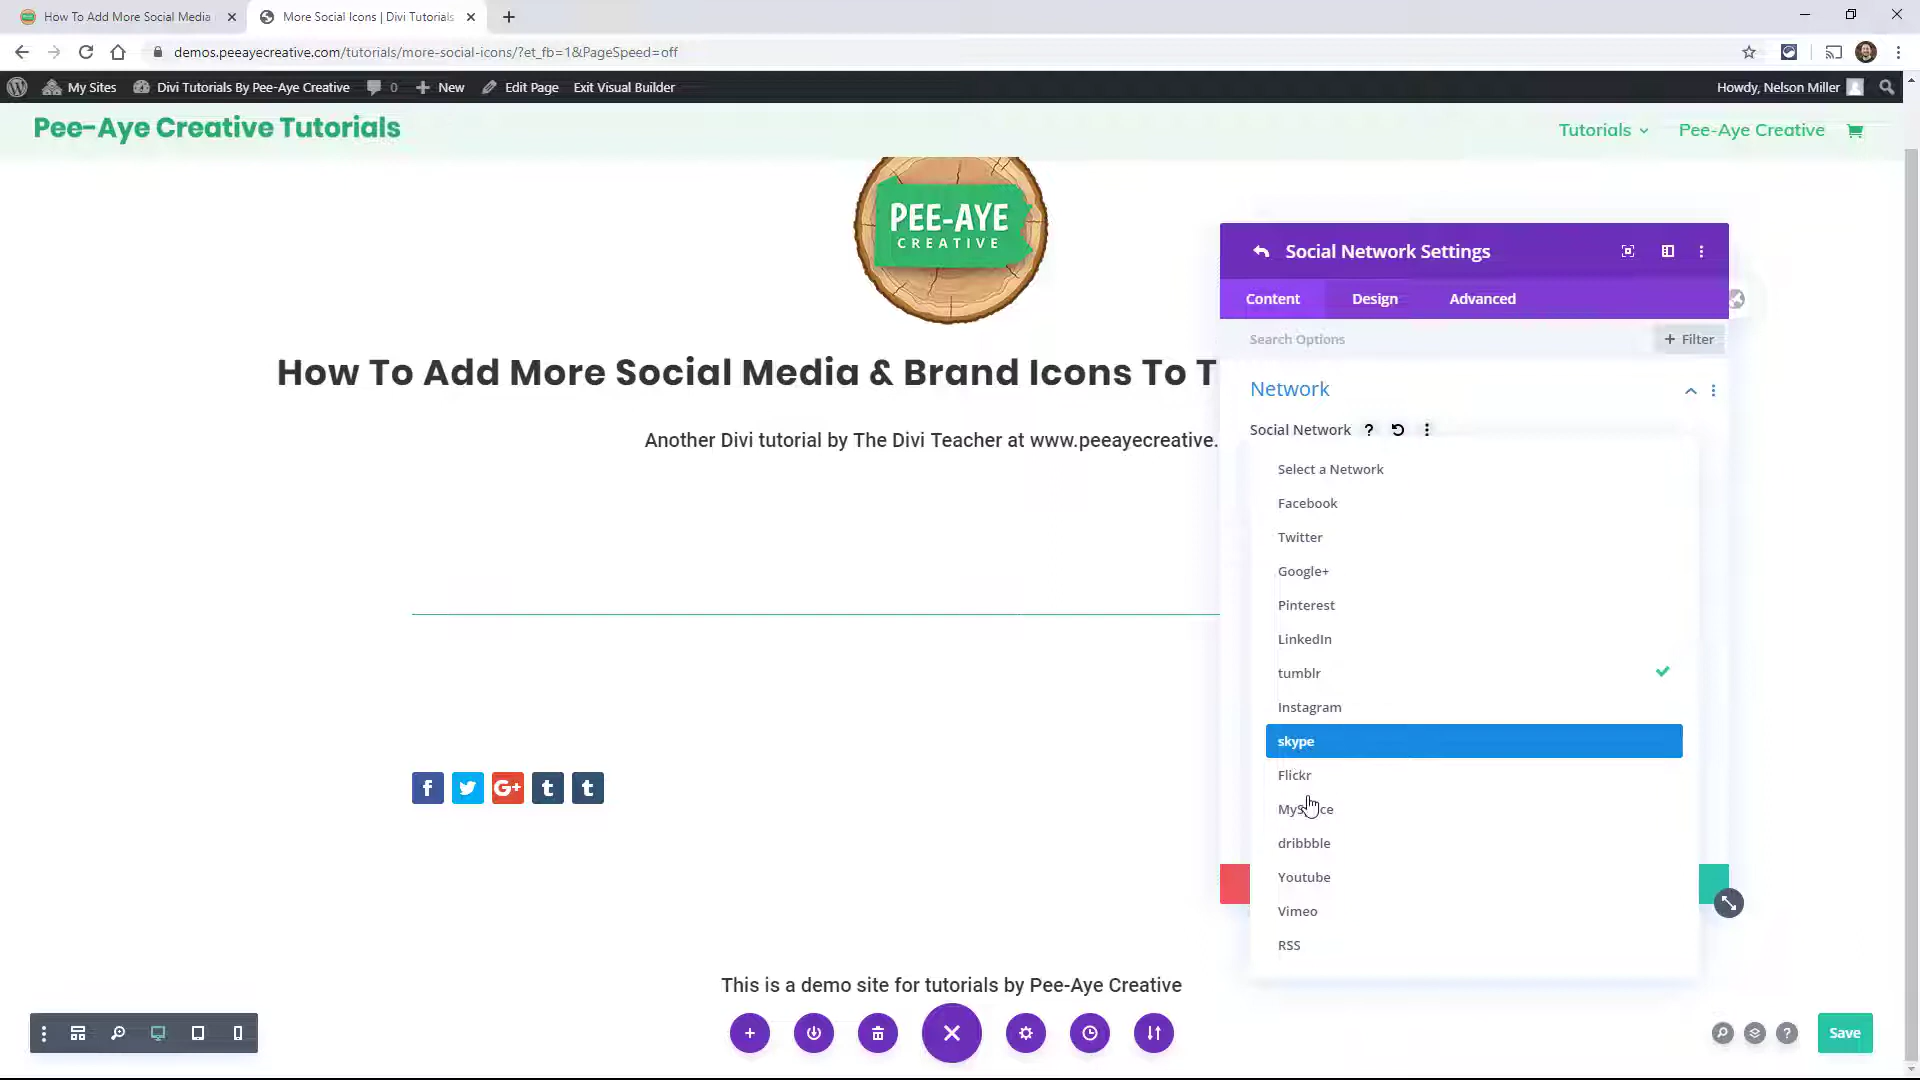 How To Add More Social Media
More Social Icons | Divi Tutorials
demos.peeayecreative.com/tutorials/more-social-icons/?et_fb=1&PageSpeed=off
My Sites
Divi Tutorials By Pee-Aye Creative
0
New
Edit Page
Exit Visual Builder
Howdy, Nelson Miller
Pee-Aye Creative Tutorials
Tutorials
Pee-Aye Creative
PEE-AYE
CREATIVE
How To Add More Social Media & Brand Icons To T
Another Divi tutorial by The Divi Teacher at www.peeayecreative.
Social Network Settings
Content
Design
Advanced
Search Options
+ Filter
Network
Social Network
Select a Network
Facebook
Twitter
Google+
Pinterest
LinkedIn
tumblr
Instagram
skype
Flickr
dribbble
Youtube
Vimeo
RSS
f G+ t t
This is a demo site for tutorials by Pee-Aye Creative
Save